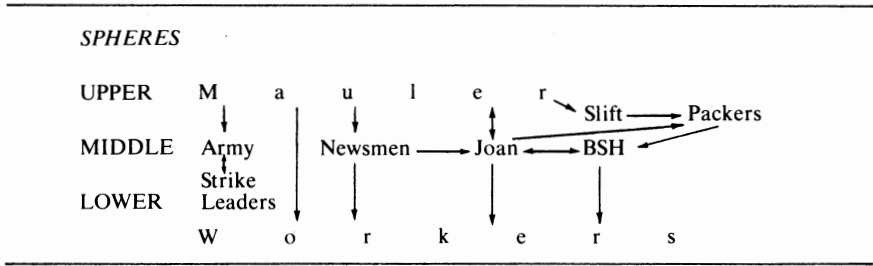 SPHERES
UPPER M a u l e r
Slift Packers
MIDDLE Army Newsmen Joan BSH
Strike
LOWER Leaders
W o r k e r s